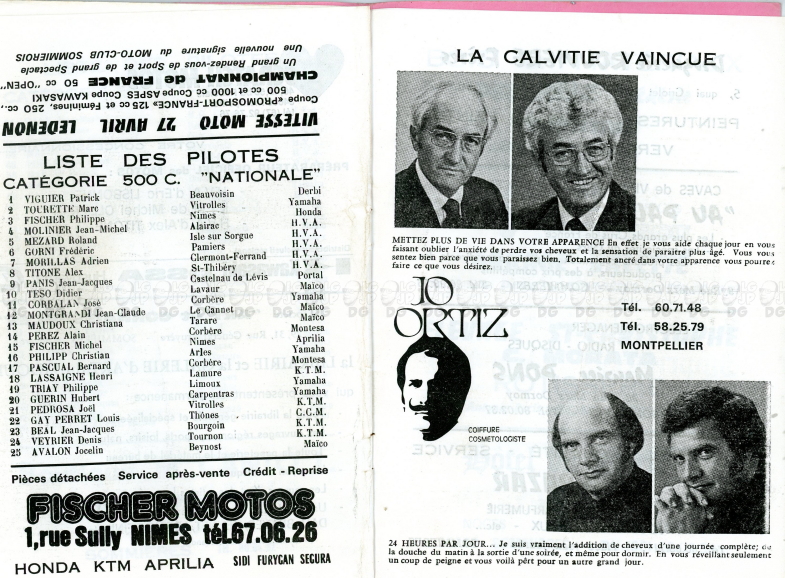 Une nouvelle signature du MOTO-CLUB SOMMIEROIS
Un grand Rendez-vous de Sport et de grand Spectacle
CHAMPIONNAT de FRANCE 50 cc "OPEN"
500 cc et 1000 cc Coupe ASPES Coupe KAWASAKI
Coupe «PROMOSPORT-FRANCE» 125 cc et Féminines, 250 cc..
VITESSE MOTO 27 AVRIL LEDENON
LISTE DES PILOTES
CATÉGORIE 500 C. "NATIONALE"
1 VIGUIER Patrick Beauvoisin Derbi
2 TOURETTE Marc Vitrolles Yamaha
3 FISCHER Philippe Nimes Honda
4 MOLINIER Jean-Michel Alairac H.V.A.
5 MEZARD Roland Isle sur Sorgue H.V.A.
6 GORNI Frédéric Pamiers H.V.A.
7 MORILLAS Adrien Clermont-Ferrand H.V.A.
8 TITONE Alex St-Thibéry H.V.A.
9 PANIS Jean-Jacques Castelnau de Lévis Portal
10 TESO Didier Lavaur Maïco
11 CORBALAN José Corbère Yamaha
12 MONTGRANDI Jean-Claude Le Cannet Maïco
13 MAUDOUX Christiana Tarare Maïco
14 PEREZ Alain Corbère Montesa
15 FISCHER Michel Nimes Aprilia
16 PHILIPP Christian Arles Yamaha
17 PASCUAL Bernard Corbère Montesa
18 LASSAIGNE Henri Lamure K.T.M.
19 TRIAY Philippe Limoux Yamaha
20 GUERIN Hubert Carpentras Yamaha
21 PEDROSA Joël Vitrolles K.T.M.
22 GAY PERRET Louis Thônes C.C.M.
23 BEAL Jean-Jacques Bourgoin K.T.M.
24 VEYRIER Denis Tournon K.T.M.
25 AVALON Jocelin Beynost Maïco
Pièces détachées Service après-vente Crédit - Reprise
FISCHER MOTOS
1,rue Sully NIMES téL67.06.26
HONDA KTM APRILIA SIDI FURYGAN SEGURA
LA CALVITIE VAINCUE
METTEZ PLUS DE VIE DANS VOTRE APPARENCE En effet je vous aide chaque jour en vous
faisant oublier l'anxiété de perdre vos cheveux et la sensation de paraitre plus âgé. Vous vous
sentez bien parce que vous paraissez bien. Totalement ancré dans votre apparence vous pourrez
faire ce que vous désirez.
JO
ORTIZ
COIFFURE
COSMETOLOGISTE
Tél. 60.71.48
Tél. 58.25.79
MONTPELLIER
24 HEURES PAR JOUR... Je suis vraiment l'addition de cheveux d'une journée complète; de
la douche du matin à la sortie d'une soirée, et même pour dormir. En vous réveillant seulement
un coup de peigne et vous voilà pêrt pour un autre grand jour.